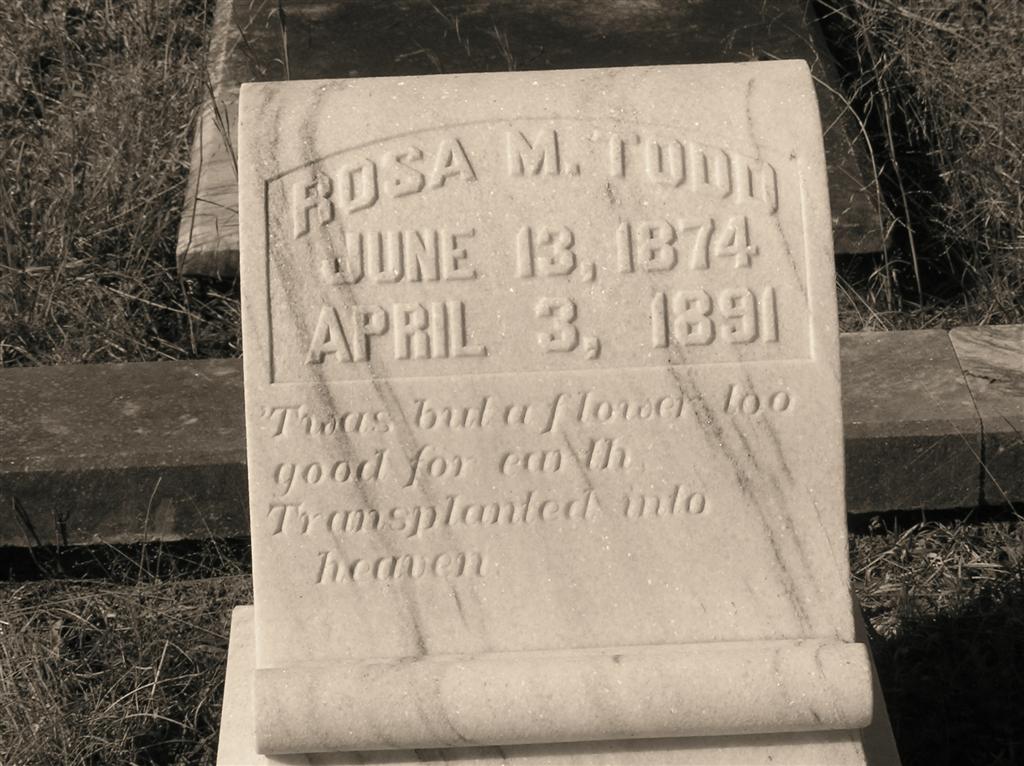 ROSA M. TODD
JUNE 13, 1874
APRIL 3, 1891
'Twas but a flower too
good for earth
Transplanted into
heaven